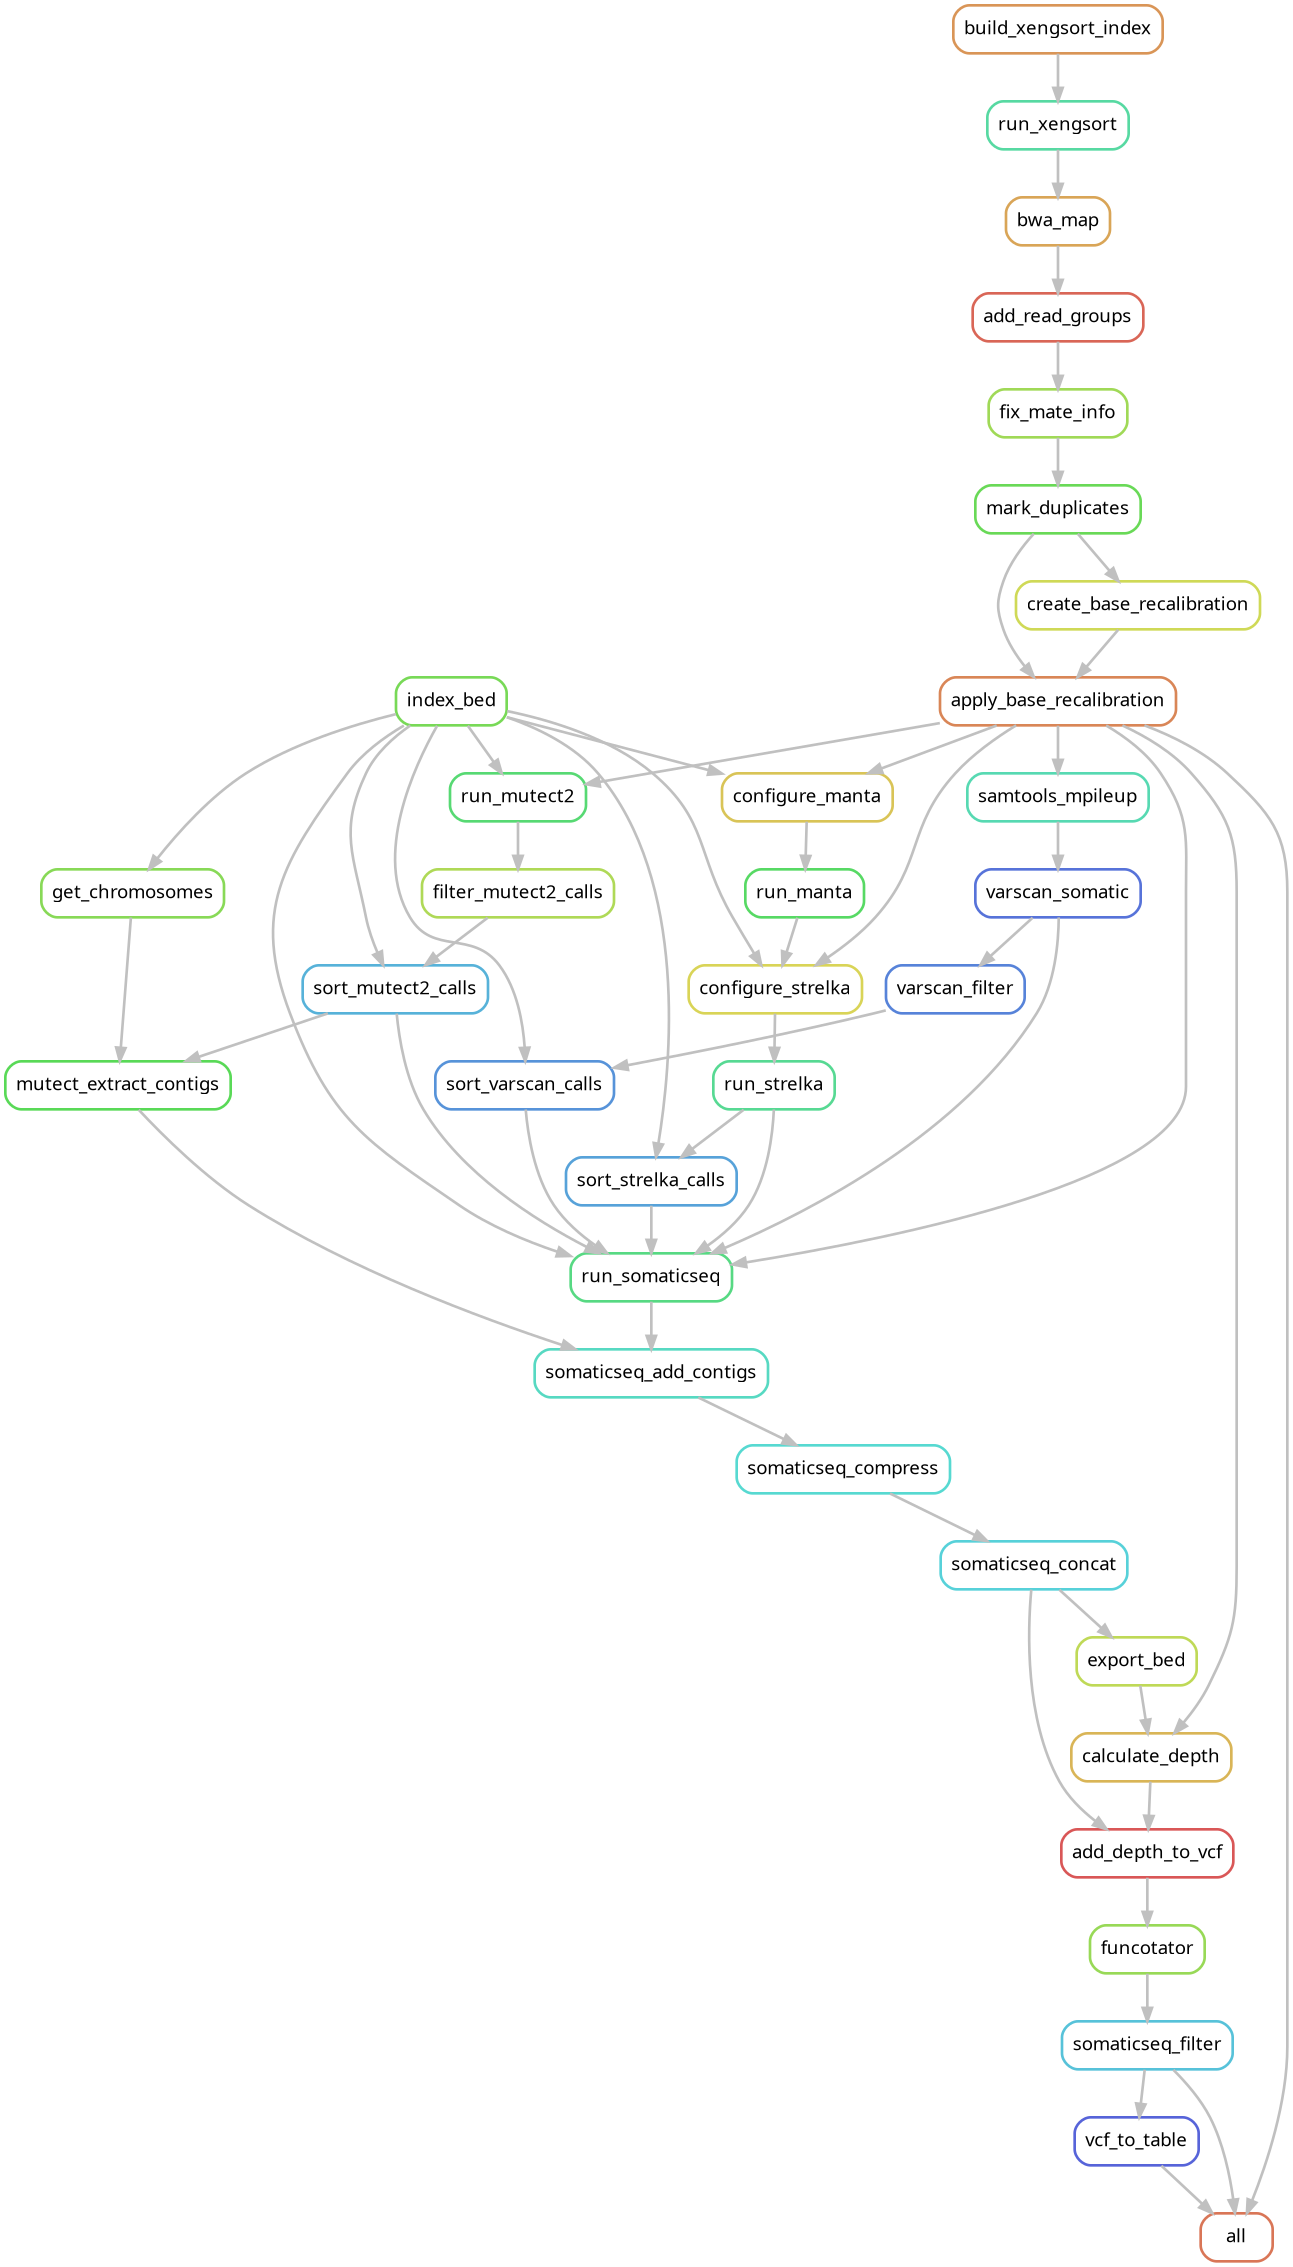 build_xengsort_index
run_xengsort
bwa_map
add_read_groups
fix_mate_info
mark_duplicates
create_base_recalibration
index_bed
apply_base_recalibration
run_mutect2
configure_manta
samtools_mpileup
get_chromosomes
filter_mutect2_calls
run_manta
varscan_somatic
sort_mutect2_calls
configure_strelka
varscan_filter
mutect_extract_contigs
sort_varscan_calls
run_strelka
sort_strelka_calls
run_somaticseq
somaticseq_add_contigs
somaticseq_compress
somaticseq_concat
export_bed
calculate_depth
add_depth_to_vcf
funcotator
somaticseq_filter
vcf_to_table
all